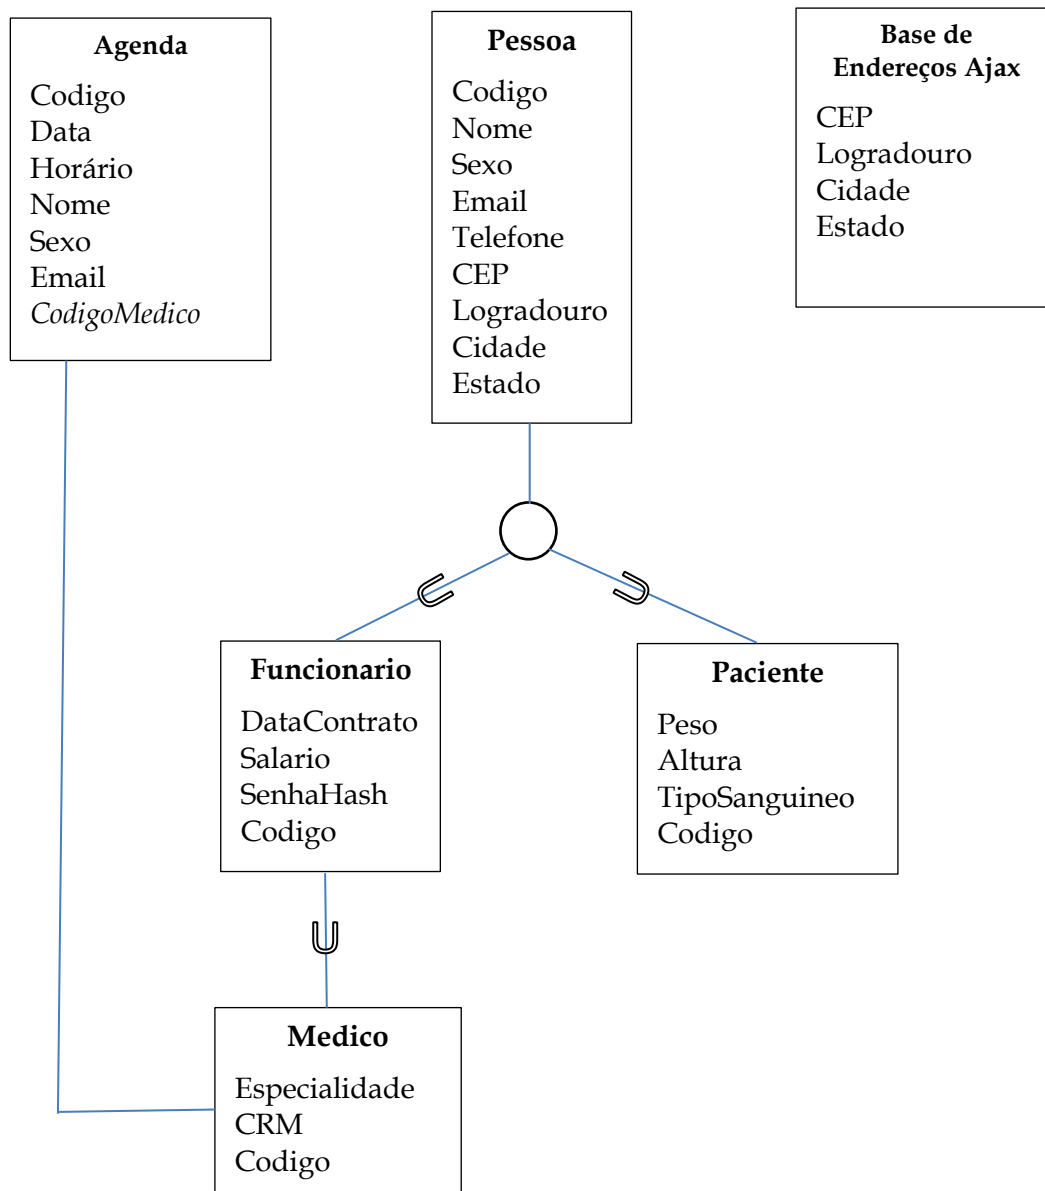 Agenda
Codigo
Data
Horário
Nome
Sexo
Email
CodigoMedico
Pessoa
Codigo
Nome
Sexo
Email
Telefone
CEP
Logradouro
Cidade
Estado
Base de
Endereços Ajax
CEP
Logradouro
Cidade
Estado
Funcionario
DataContrato
Salario
SenhaHash
Codigo
Paciente
Peso
Altura
TipoSanguineo
Codigo
Medico
Especialidade
CRM
Codigo